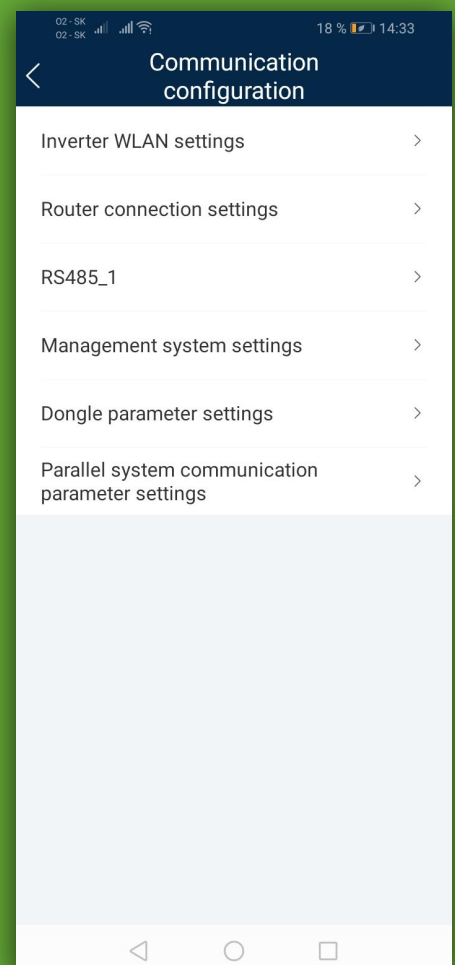 O2 - SK
O2 - SK
18 % 14:33
Communication
configuration
Inverter WLAN settings
Router connection settings
RS485_1
Management system settings
Dongle parameter settings
Parallel system communication
parameter settings